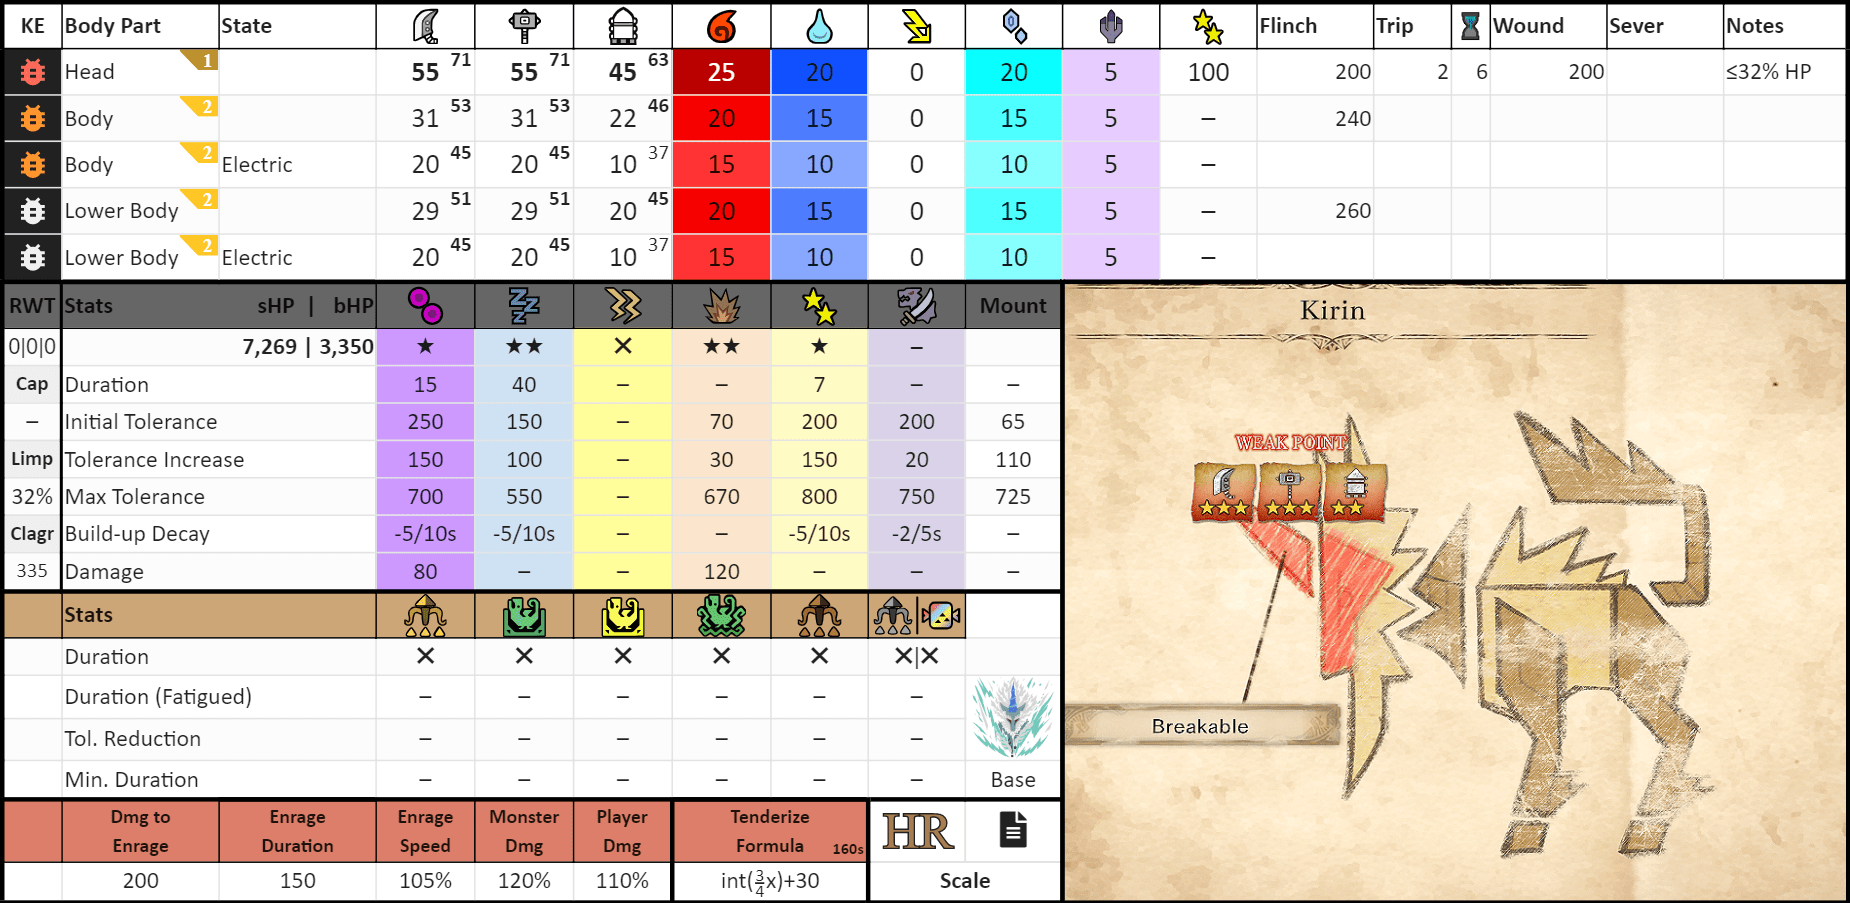 KE Body Part State Flinch Trip Wound Sever Notes
Head 1 55 71 55 71 45 63 25 20 0 20 5 100 200 2 6 200 ≤32% HP
Body 2 31 53 31 53 22 46 20 15 0 15 5 – 240
Body 2 Electric 20 45 20 45 10 37 15 10 0 10 5 –
Lower Body 2 29 51 29 51 20 45 20 15 0 15 5 – 260
Lower Body 2 Electric 20 45 20 45 10 37 15 10 0 10 5 –
RWT Stats sHP | bHP Mount
0|0|0 7,269 | 3,350 ★ ★★ ✕ ★★ ★ –
Cap Duration 15 40 – – 7 – –
– Initial Tolerance 250 150 – 70 200 200 65
Limp Tolerance Increase 150 100 – 30 150 20 110
32% Max Tolerance 700 550 – 670 800 750 725
Clagr Build-up Decay -5/10s -5/10s – – -5/10s -2/5s –
335 Damage 80 – – 120 – – –
Stats
Duration ✕ ✕ ✕ ✕ ✕ ✕|✕
Duration (Fatigued) – – – – – –
Tol. Reduction – – – – – –
Min. Duration – – – – – – Base
Dmg to
Enrage
Enrage
Duration
Enrage
Speed
Monster
Dmg
Player
Dmg
Tenderize
Formula 160s
HR
200 150 105% 120% 110% int(¾x)+30 Scale
Kirin
WEAK POINT
Breakable